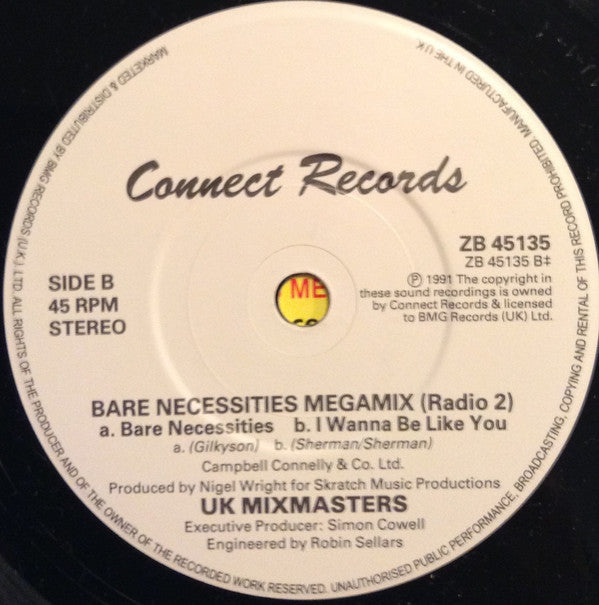 MARKETED & DISTRIBUTED BY BMG RECORDS (U.K.) LTD. ALL RIGHTS OF THE PRODUCER AND OF THE OWNER OF THE RECORDED WORK RESERVED. UNAUTHORISED PUBLIC PERFORMANCE, BROADCASTING, COPYING AND RENTAL OF THIS RECORD PROHIBITED. MANUFACTURED IN THE U.K.
Connect Records
ZB 45135
ZB 45135 B‡
SIDE B
45 RPM
STEREO
Ⓟ 1991 The copyright in
these sound recordings is owned
by Connect Records & licensed
to BMG Records (UK) Ltd.
ME
BARE NECESSITIES MEGAMIX (Radio 2)
a. Bare Necessities b. I Wanna Be Like You
a. (Gilkyson) b. (Sherman/Sherman)
Campbell Connelly & Co. Ltd.
Produced by Nigel Wright for Skratch Music Productions
UK MIXMASTERS
Executive Producer: Simon Cowell
Engineered by Robin Sellars